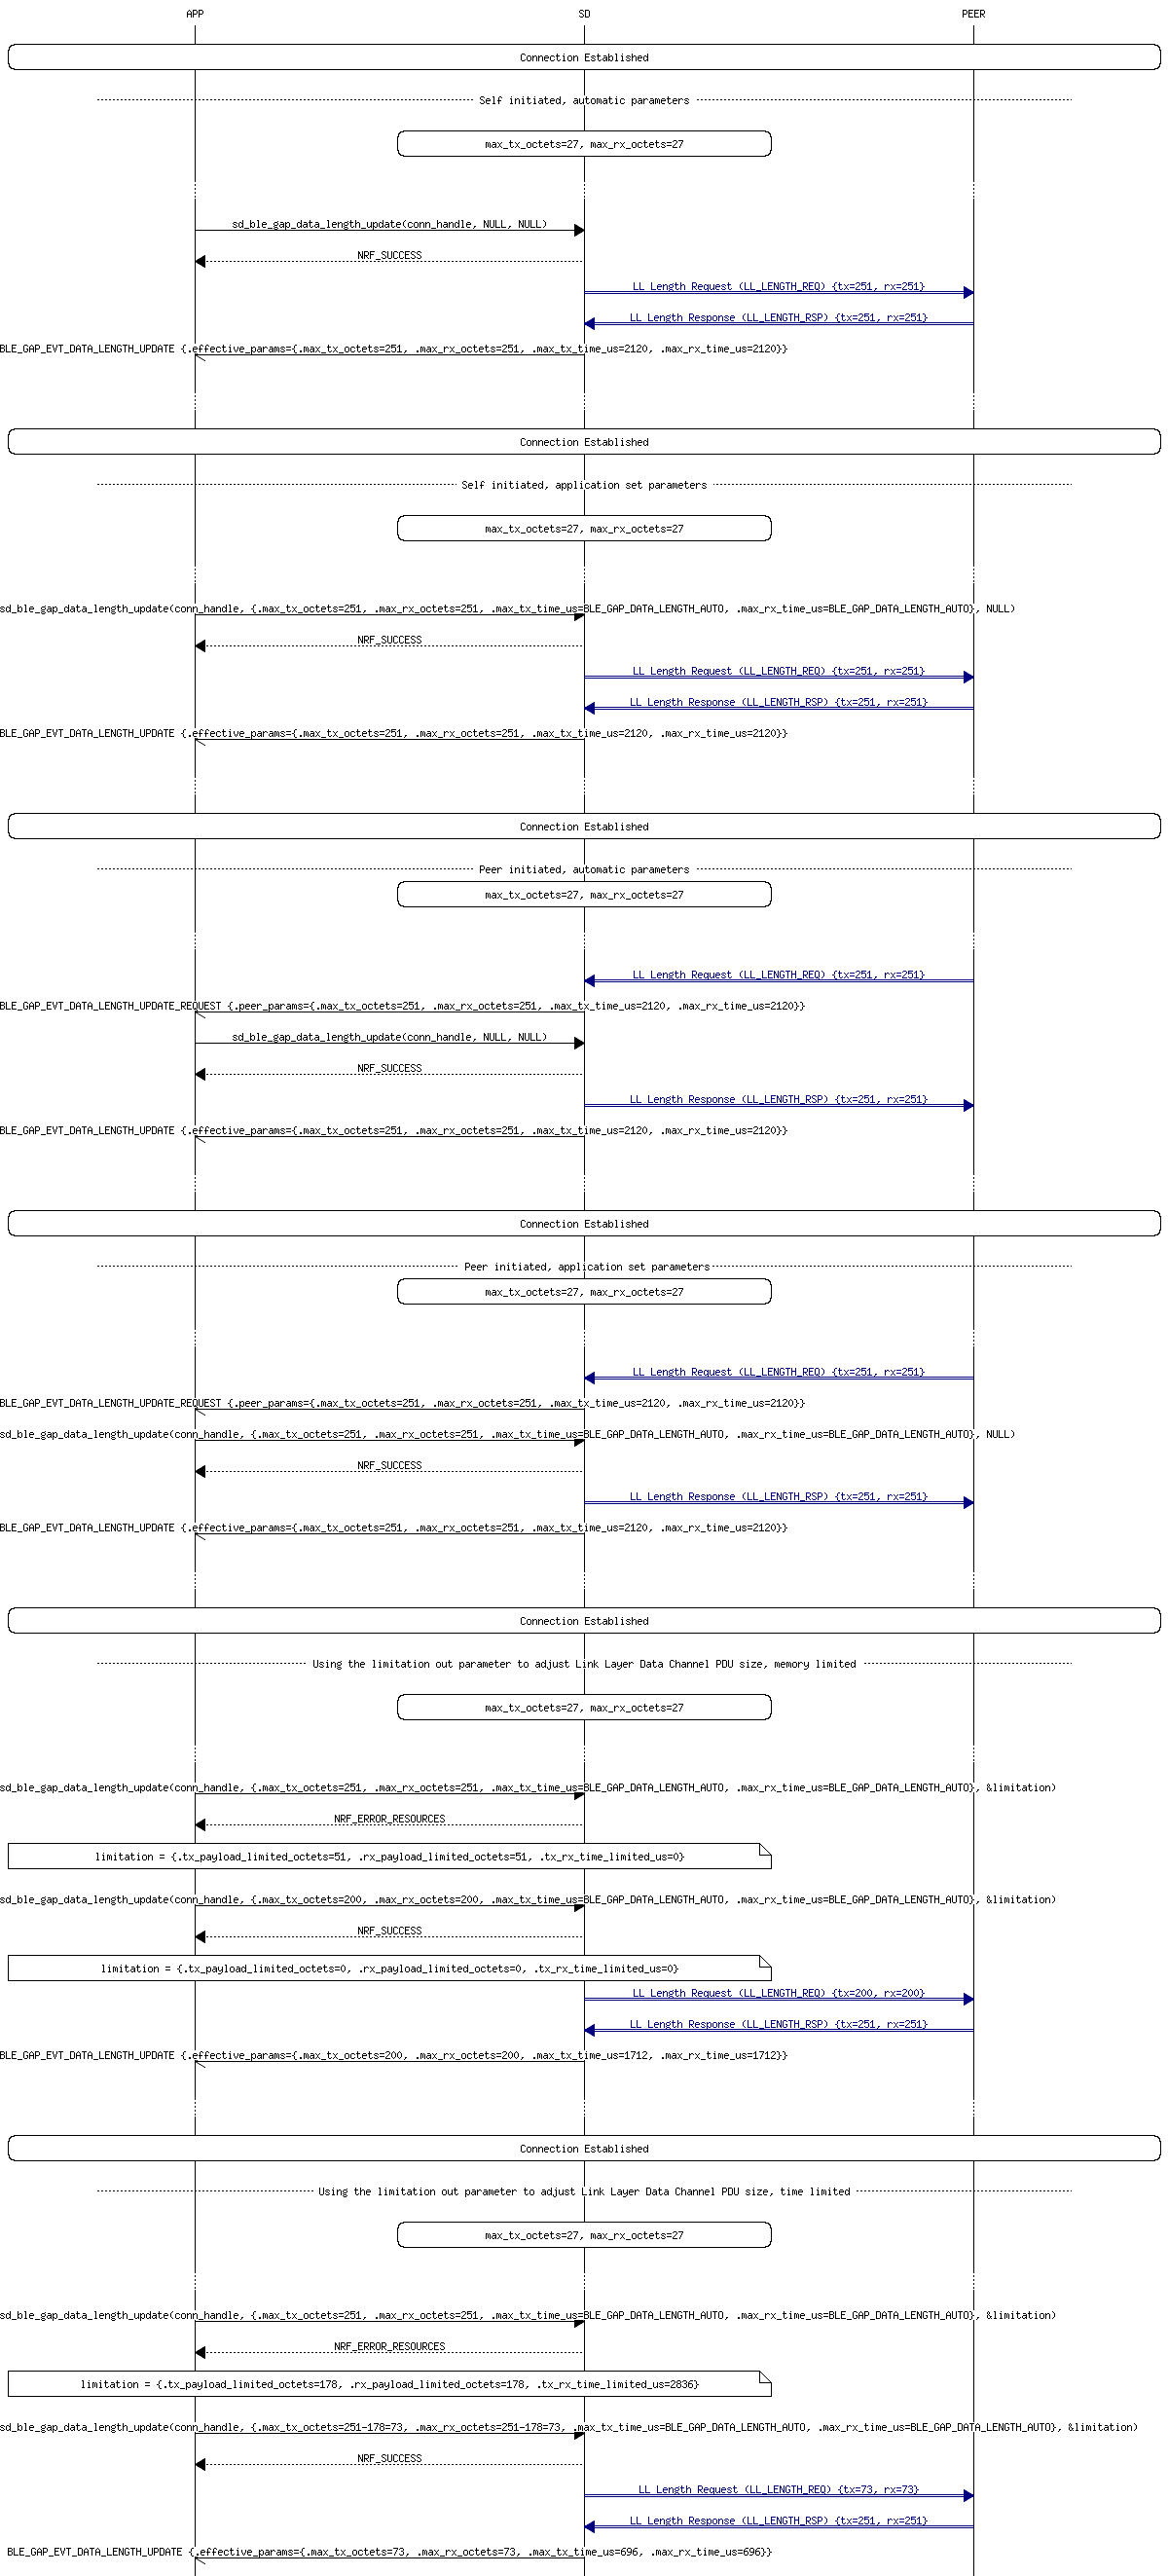 APP SD PEER
Connection Established
Self initiated, automatic parameters
max_tx_octets=27, max_rx_octets=27
sd_ble_gap_data_length_update(conn_handle, NULL, NULL)
NRF_SUCCESS
LL Length Request (LL_LENGTH_REQ) {tx=251, rx=251}
LL Length Response (LL_LENGTH_RSP) {tx=251, rx=251}
BLE_GAP_EVT_DATA_LENGTH_UPDATE {.effective_params={.max_tx_octets=251, .max_rx_octets=251, .max_tx_time_us=2120, .max_rx_time_us=2120}}
Connection Established
Self initiated, application set parameters
max_tx_octets=27, max_rx_octets=27
sd_ble_gap_data_length_update(conn_handle, {.max_tx_octets=251, .max_rx_octets=251, .max_tx_time_us=BLE_GAP_DATA_LENGTH_AUTO, .max_rx_time_us=BLE_GAP_DATA_LENGTH_AUTO}, NULL)
NRF_SUCCESS
LL Length Request (LL_LENGTH_REQ) {tx=251, rx=251}
LL Length Response (LL_LENGTH_RSP) {tx=251, rx=251}
BLE_GAP_EVT_DATA_LENGTH_UPDATE {.effective_params={.max_tx_octets=251, .max_rx_octets=251, .max_tx_time_us=2120, .max_rx_time_us=2120}}
Connection Established
Peer initiated, automatic parameters
max_tx_octets=27, max_rx_octets=27
LL Length Request (LL_LENGTH_REQ) {tx=251, rx=251}
BLE_GAP_EVT_DATA_LENGTH_UPDATE_REQUEST {.peer_params={.max_tx_octets=251, .max_rx_octets=251, .max_tx_time_us=2120, .max_rx_time_us=2120}}
sd_ble_gap_data_length_update(conn_handle, NULL, NULL)
NRF_SUCCESS
LL Length Response (LL_LENGTH_RSP) {tx=251, rx=251}
BLE_GAP_EVT_DATA_LENGTH_UPDATE {.effective_params={.max_tx_octets=251, .max_rx_octets=251, .max_tx_time_us=2120, .max_rx_time_us=2120}}
Connection Established
Peer initiated, application set parameters
max_tx_octets=27, max_rx_octets=27
LL Length Request (LL_LENGTH_REQ) {tx=251, rx=251}
BLE_GAP_EVT_DATA_LENGTH_UPDATE_REQUEST {.peer_params={.max_tx_octets=251, .max_rx_octets=251, .max_tx_time_us=2120, .max_rx_time_us=2120}}
sd_ble_gap_data_length_update(conn_handle, {.max_tx_octets=251, .max_rx_octets=251, .max_tx_time_us=BLE_GAP_DATA_LENGTH_AUTO, .max_rx_time_us=BLE_GAP_DATA_LENGTH_AUTO}, NULL)
NRF_SUCCESS
LL Length Response (LL_LENGTH_RSP) {tx=251, rx=251}
BLE_GAP_EVT_DATA_LENGTH_UPDATE {.effective_params={.max_tx_octets=251, .max_rx_octets=251, .max_tx_time_us=2120, .max_rx_time_us=2120}}
Connection Established
Using the limitation out parameter to adjust Link Layer Data Channel PDU size, memory limited
max_tx_octets=27, max_rx_octets=27
sd_ble_gap_data_length_update(conn_handle, {.max_tx_octets=251, .max_rx_octets=251, .max_tx_time_us=BLE_GAP_DATA_LENGTH_AUTO, .max_rx_time_us=BLE_GAP_DATA_LENGTH_AUTO}, &limitation)
NRF_ERROR_RESOURCES
limitation = {.tx_payload_limited_octets=51, .rx_payload_limited_octets=51, .tx_rx_time_limited_us=0}
sd_ble_gap_data_length_update(conn_handle, {.max_tx_octets=200, .max_rx_octets=200, .max_tx_time_us=BLE_GAP_DATA_LENGTH_AUTO, .max_rx_time_us=BLE_GAP_DATA_LENGTH_AUTO}, &limitation)
NRF_SUCCESS
limitation = {.tx_payload_limited_octets=0, .rx_payload_limited_octets=0, .tx_rx_time_limited_us=0}
LL Length Request (LL_LENGTH_REQ) {tx=200, rx=200}
LL Length Response (LL_LENGTH_RSP) {tx=251, rx=251}
BLE_GAP_EVT_DATA_LENGTH_UPDATE {.effective_params={.max_tx_octets=200, .max_rx_octets=200, .max_tx_time_us=1712, .max_rx_time_us=1712}}
Connection Established
Using the limitation out parameter to adjust Link Layer Data Channel PDU size, time limited
max_tx_octets=27, max_rx_octets=27
sd_ble_gap_data_length_update(conn_handle, {.max_tx_octets=251, .max_rx_octets=251, .max_tx_time_us=BLE_GAP_DATA_LENGTH_AUTO, .max_rx_time_us=BLE_GAP_DATA_LENGTH_AUTO}, &limitation)
NRF_ERROR_RESOURCES
limitation = {.tx_payload_limited_octets=178, .rx_payload_limited_octets=178, .tx_rx_time_limited_us=2836}
sd_ble_gap_data_length_update(conn_handle, {.max_tx_octets=251-178=73, .max_rx_octets=251-178=73, .max_tx_time_us=BLE_GAP_DATA_LENGTH_AUTO, .max_rx_time_us=BLE_GAP_DATA_LENGTH_AUTO}, &limitation)
NRF_SUCCESS
LL Length Request (LL_LENGTH_REQ) {tx=73, rx=73}
LL Length Response (LL_LENGTH_RSP) {tx=251, rx=251}
BLE_GAP_EVT_DATA_LENGTH_UPDATE {.effective_params={.max_tx_octets=73, .max_rx_octets=73, .max_tx_time_us=696, .max_rx_time_us=696}}